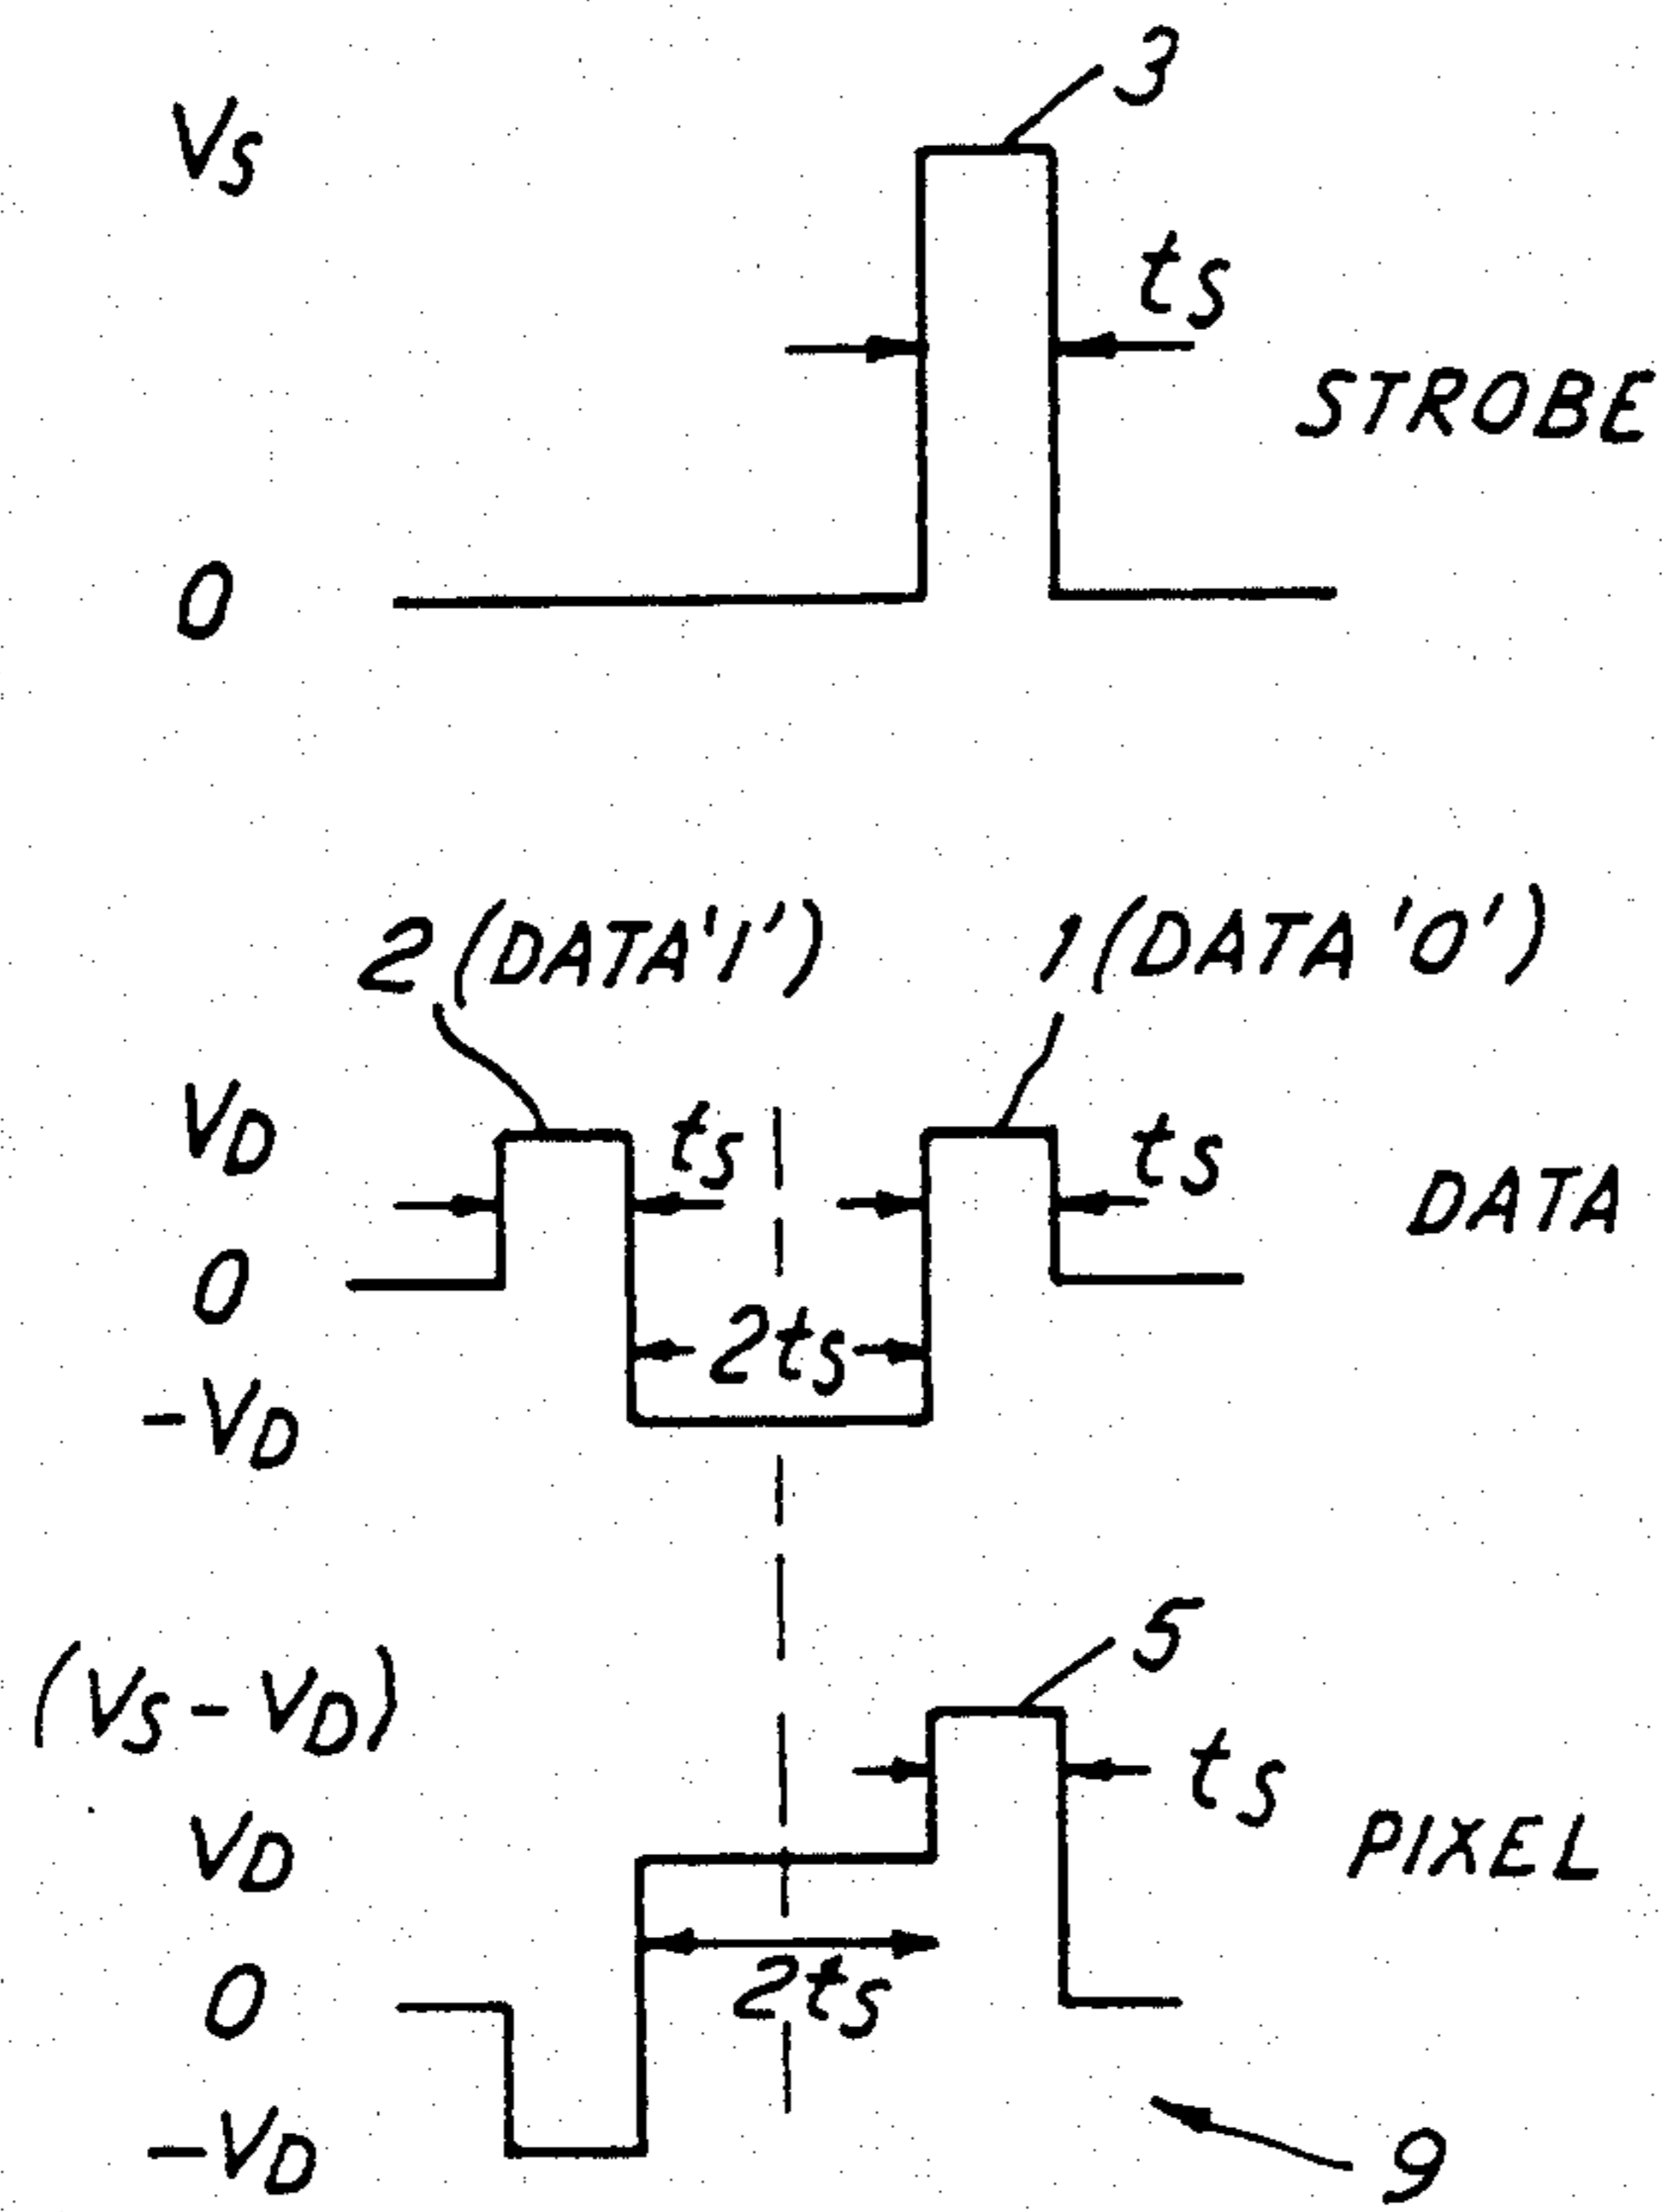 3
VS
tS
STROBE
0
2 (DATA'1') 1 (DATA '0')
VD
tS
tS
DATA
0
2tS
-VD
5
(VS-VD)
tS
VD
PIXEL
0
2tS
-VD
9